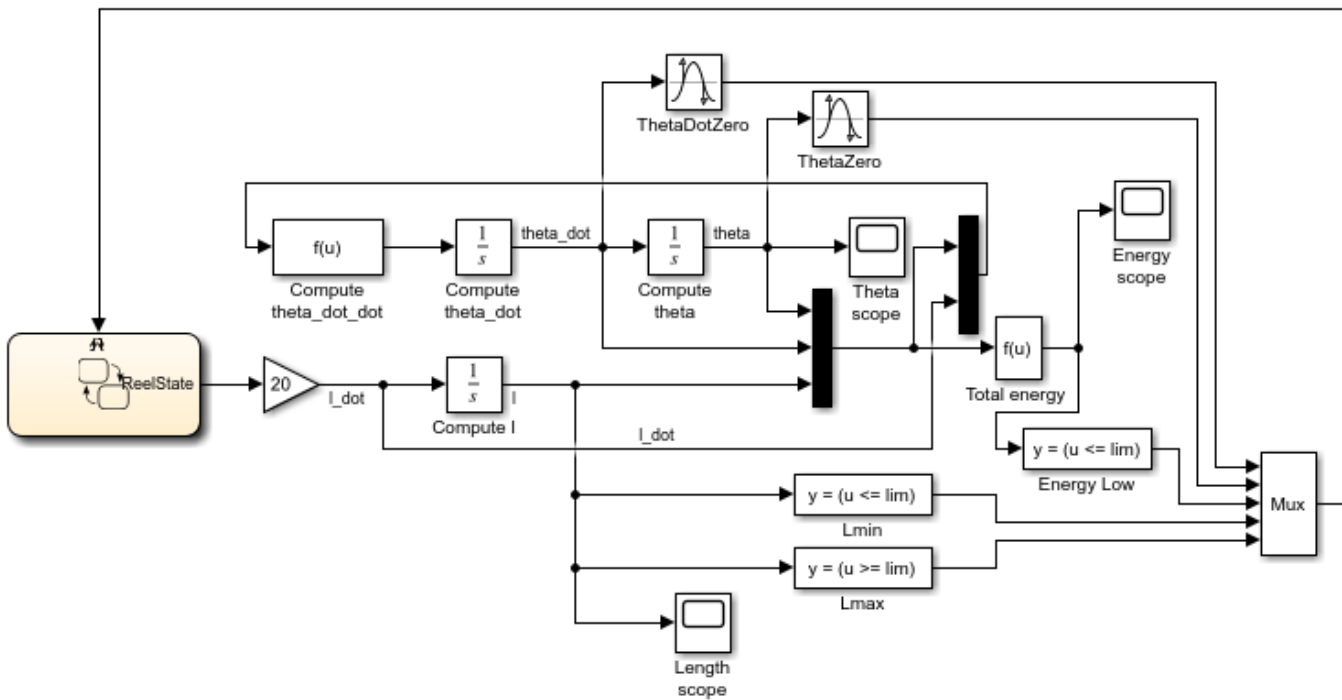 ThetaDotZero
ThetaZero
f(u)
Compute
theta_dot_dot
1
s
theta_dot
Compute
theta_dot
1
s
theta
Compute
theta
Theta
scope
Energy
scope
ReelState
20
l_dot
1
s
l
Compute l
l_dot
f(u)
Total energy
y = (u <= lim)
Energy Low
y = (u <= lim)
Lmin
Mux
y = (u >= lim)
Lmax
Length
scope